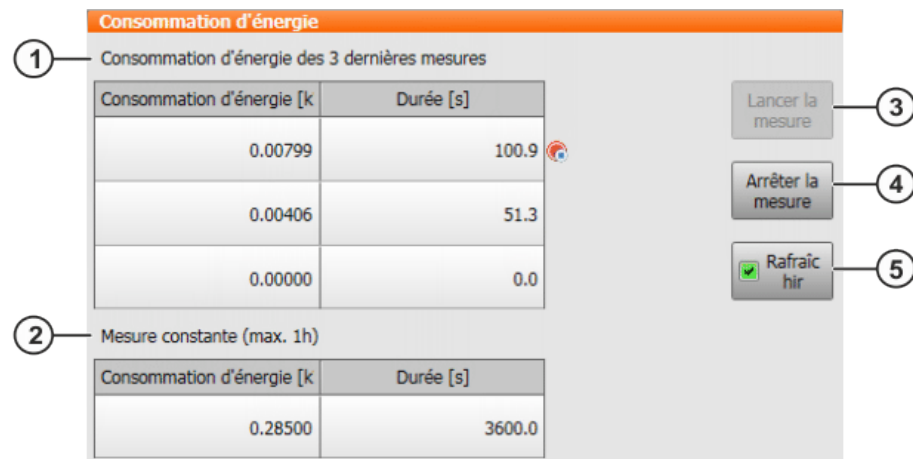 Consommation d'énergie
1
Consommation d'énergie des 3 dernières mesures
Consommation d'énergie [k
Durée [s]
Lancer la
mesure
3
0.00799
100.9
Arrêter la
mesure
4
0.00406
51.3
Rafraîc
hir
5
0.00000
0.0
2
Mesure constante (max. 1h)
Consommation d'énergie [k
Durée [s]
0.28500
3600.0